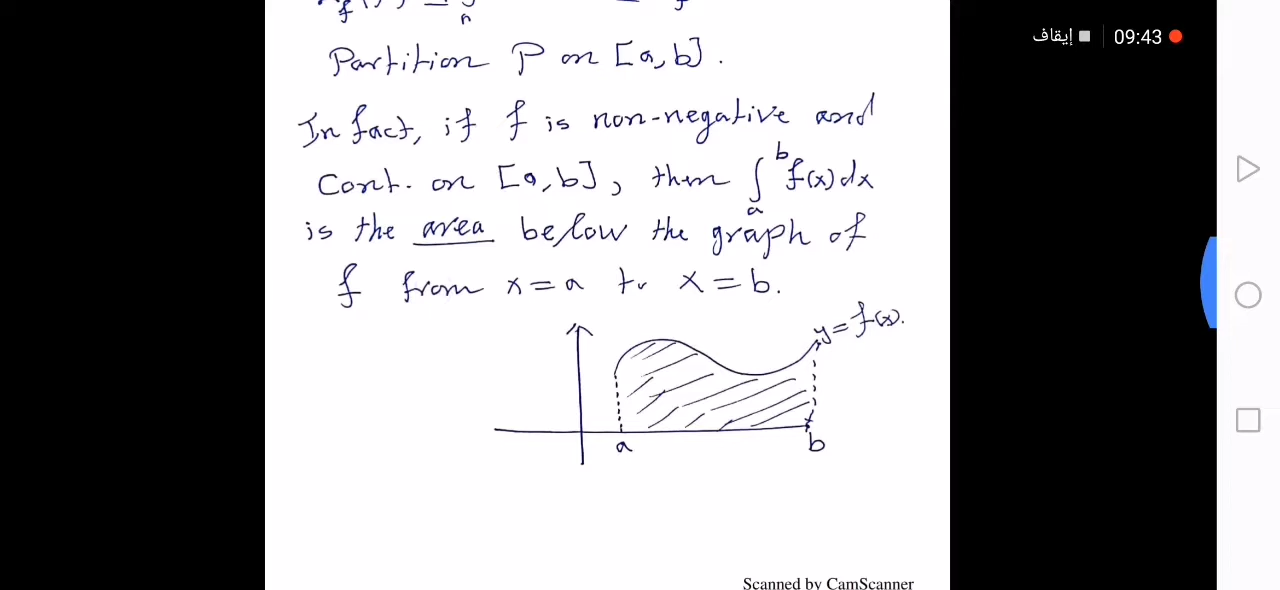 Partition P on [a,b].
In fact, if f is non-negative and
Cont. on [a,b], then ∫ₐᵇ f(x)dx
is the area below the graph of
f from x=a to x=b.
y=f(x).
a
b
Scanned by CamScanner
إيقاف
09:43